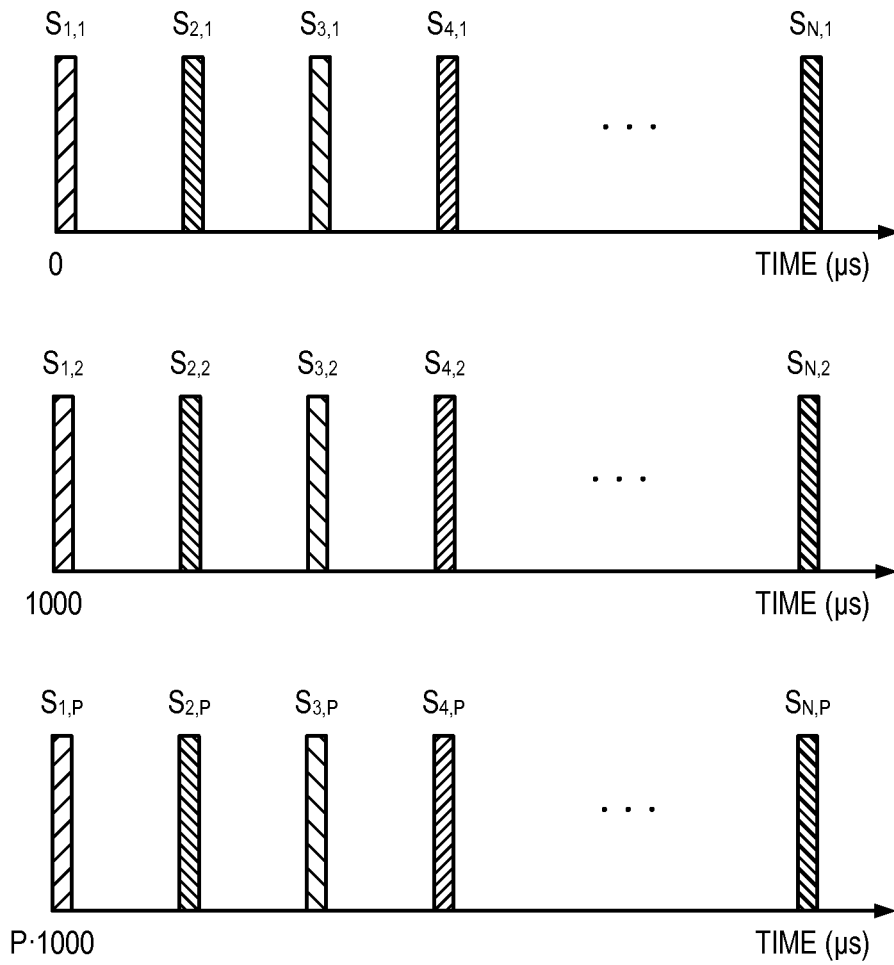 S1,1 S2,1 S3,1 S4,1 SN,1
. . .
0 TIME (µs)
S1,2 S2,2 S3,2 S4,2 SN,2
. . .
1000 TIME (µs)
S1,P S2,P S3,P S4,P SN,P
. . .
P·1000 TIME (µs)